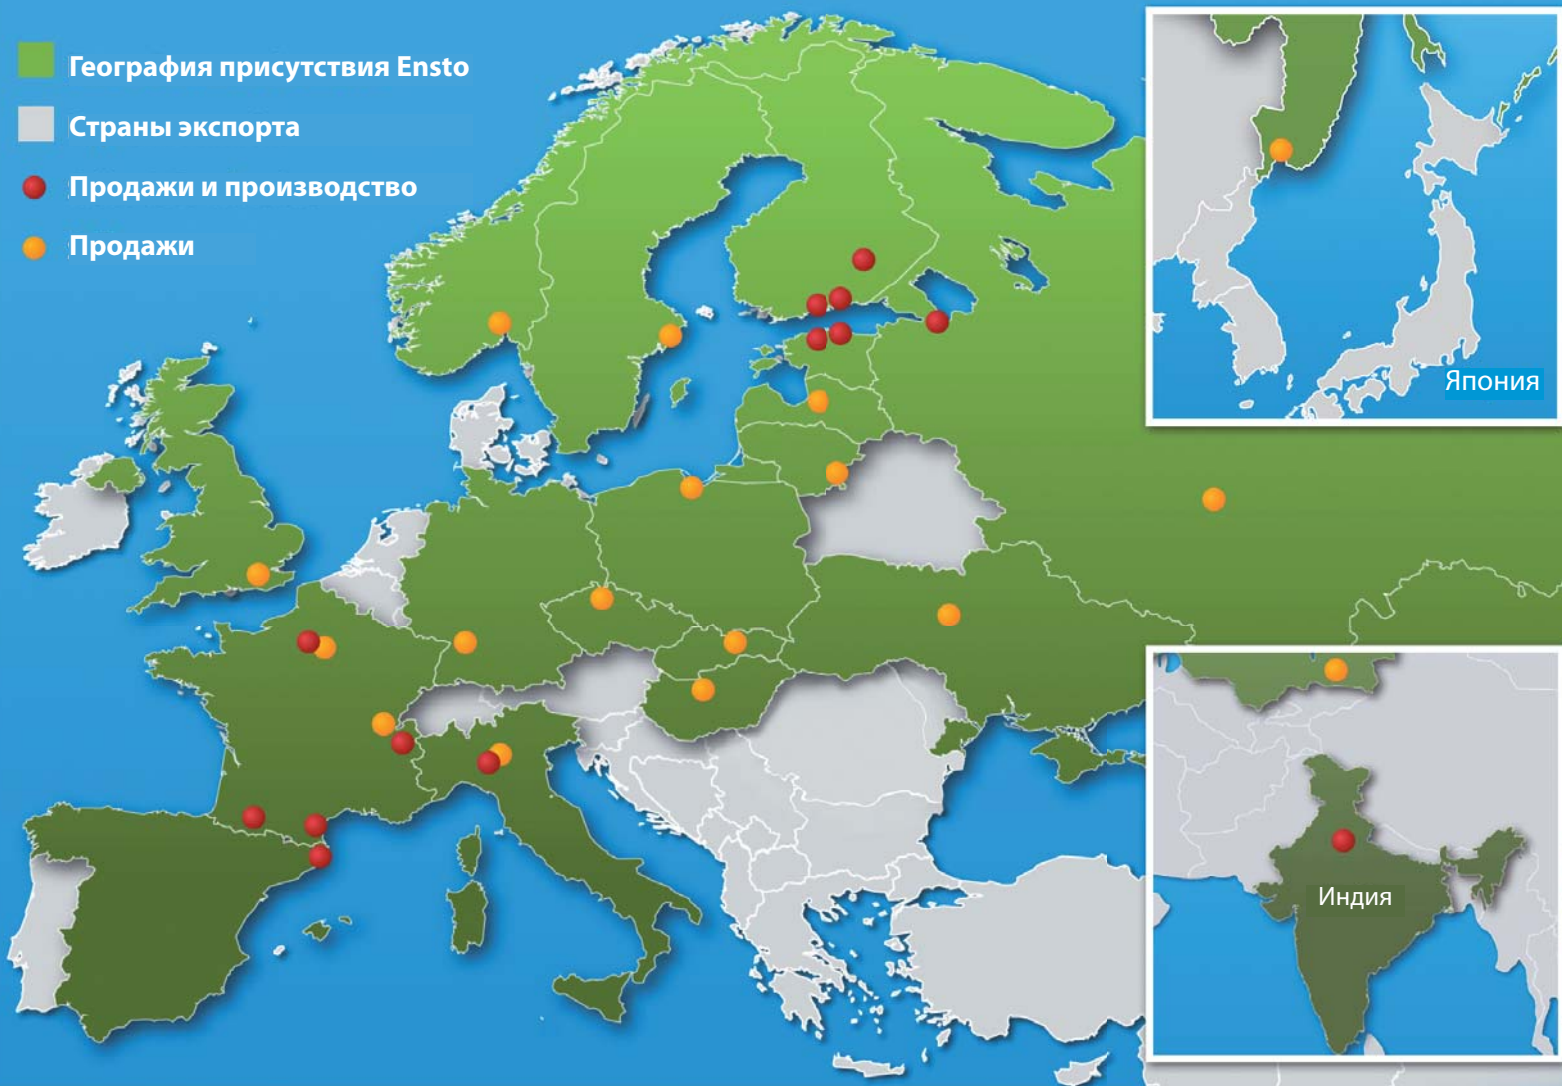 География присутствия Ensto
Страны экспорта
Продажи и производство
Продажи
Япония
Индия